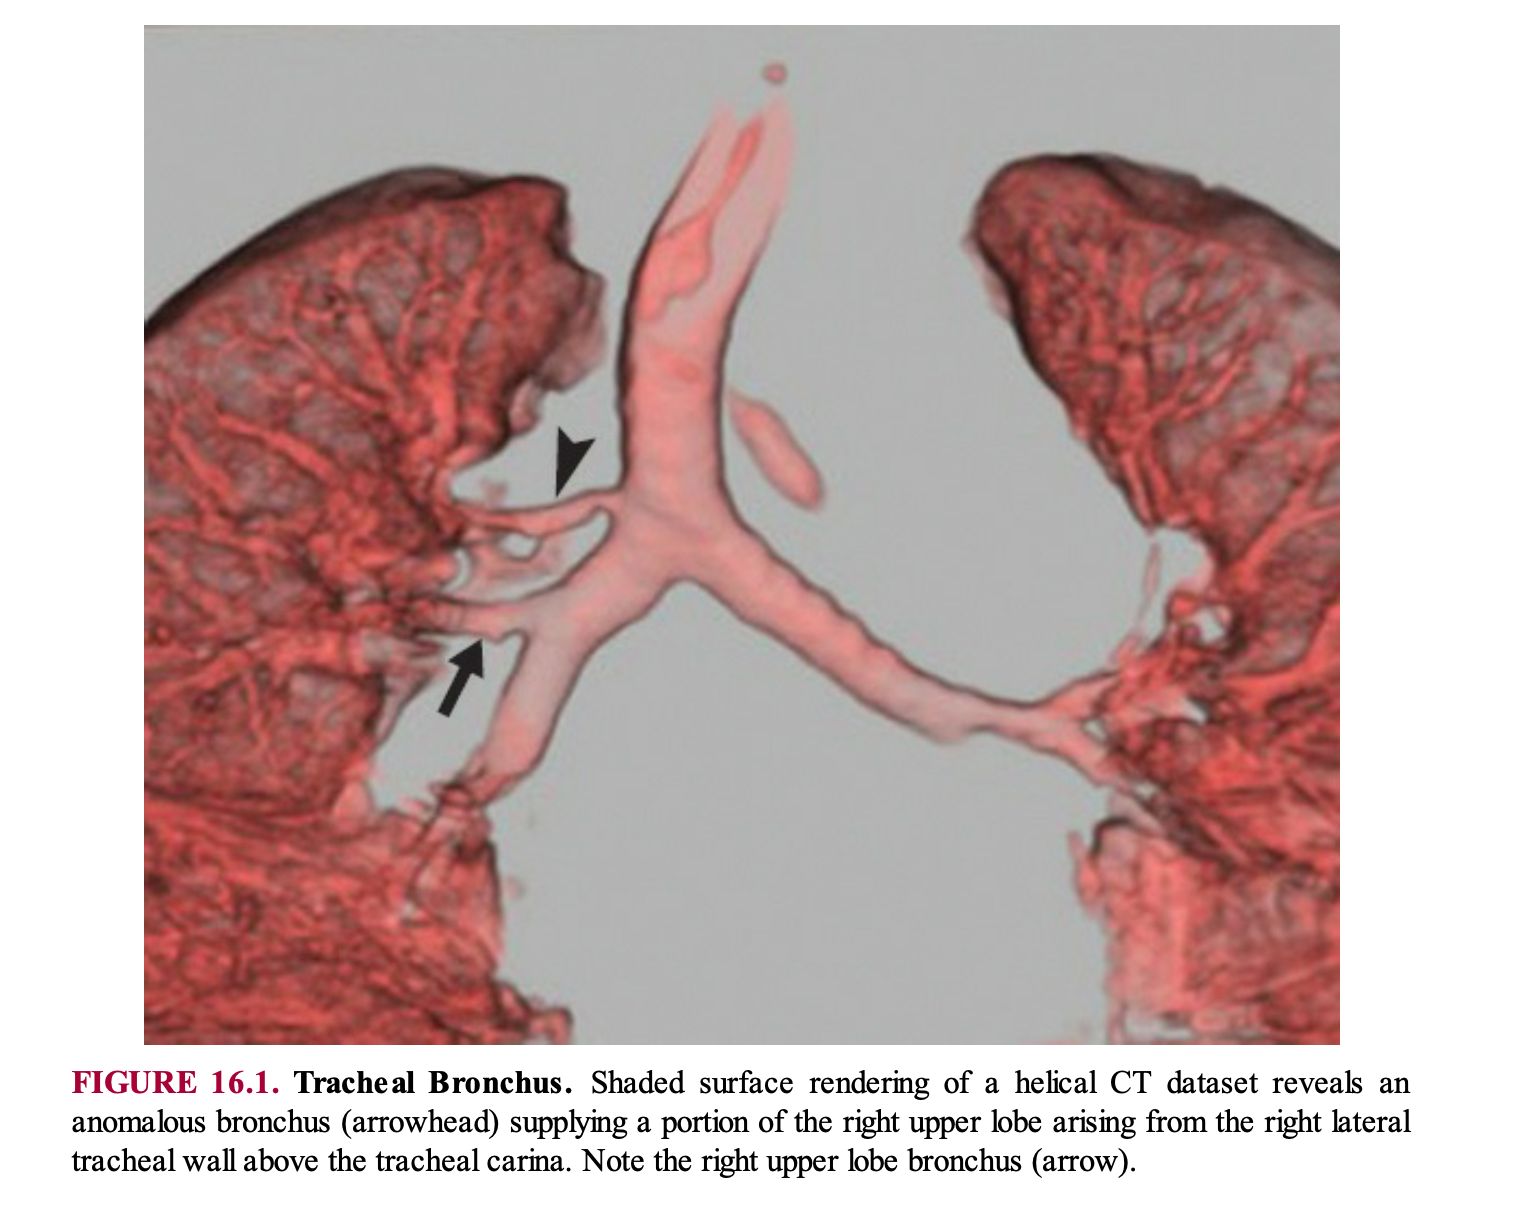 FIGURE 16.1. Tracheal Bronchus. Shaded surface rendering of a helical CT dataset reveals an
anomalous bronchus (arrowhead) supplying a portion of the right upper lobe arising from the right lateral
tracheal wall above the tracheal carina. Note the right upper lobe bronchus (arrow).